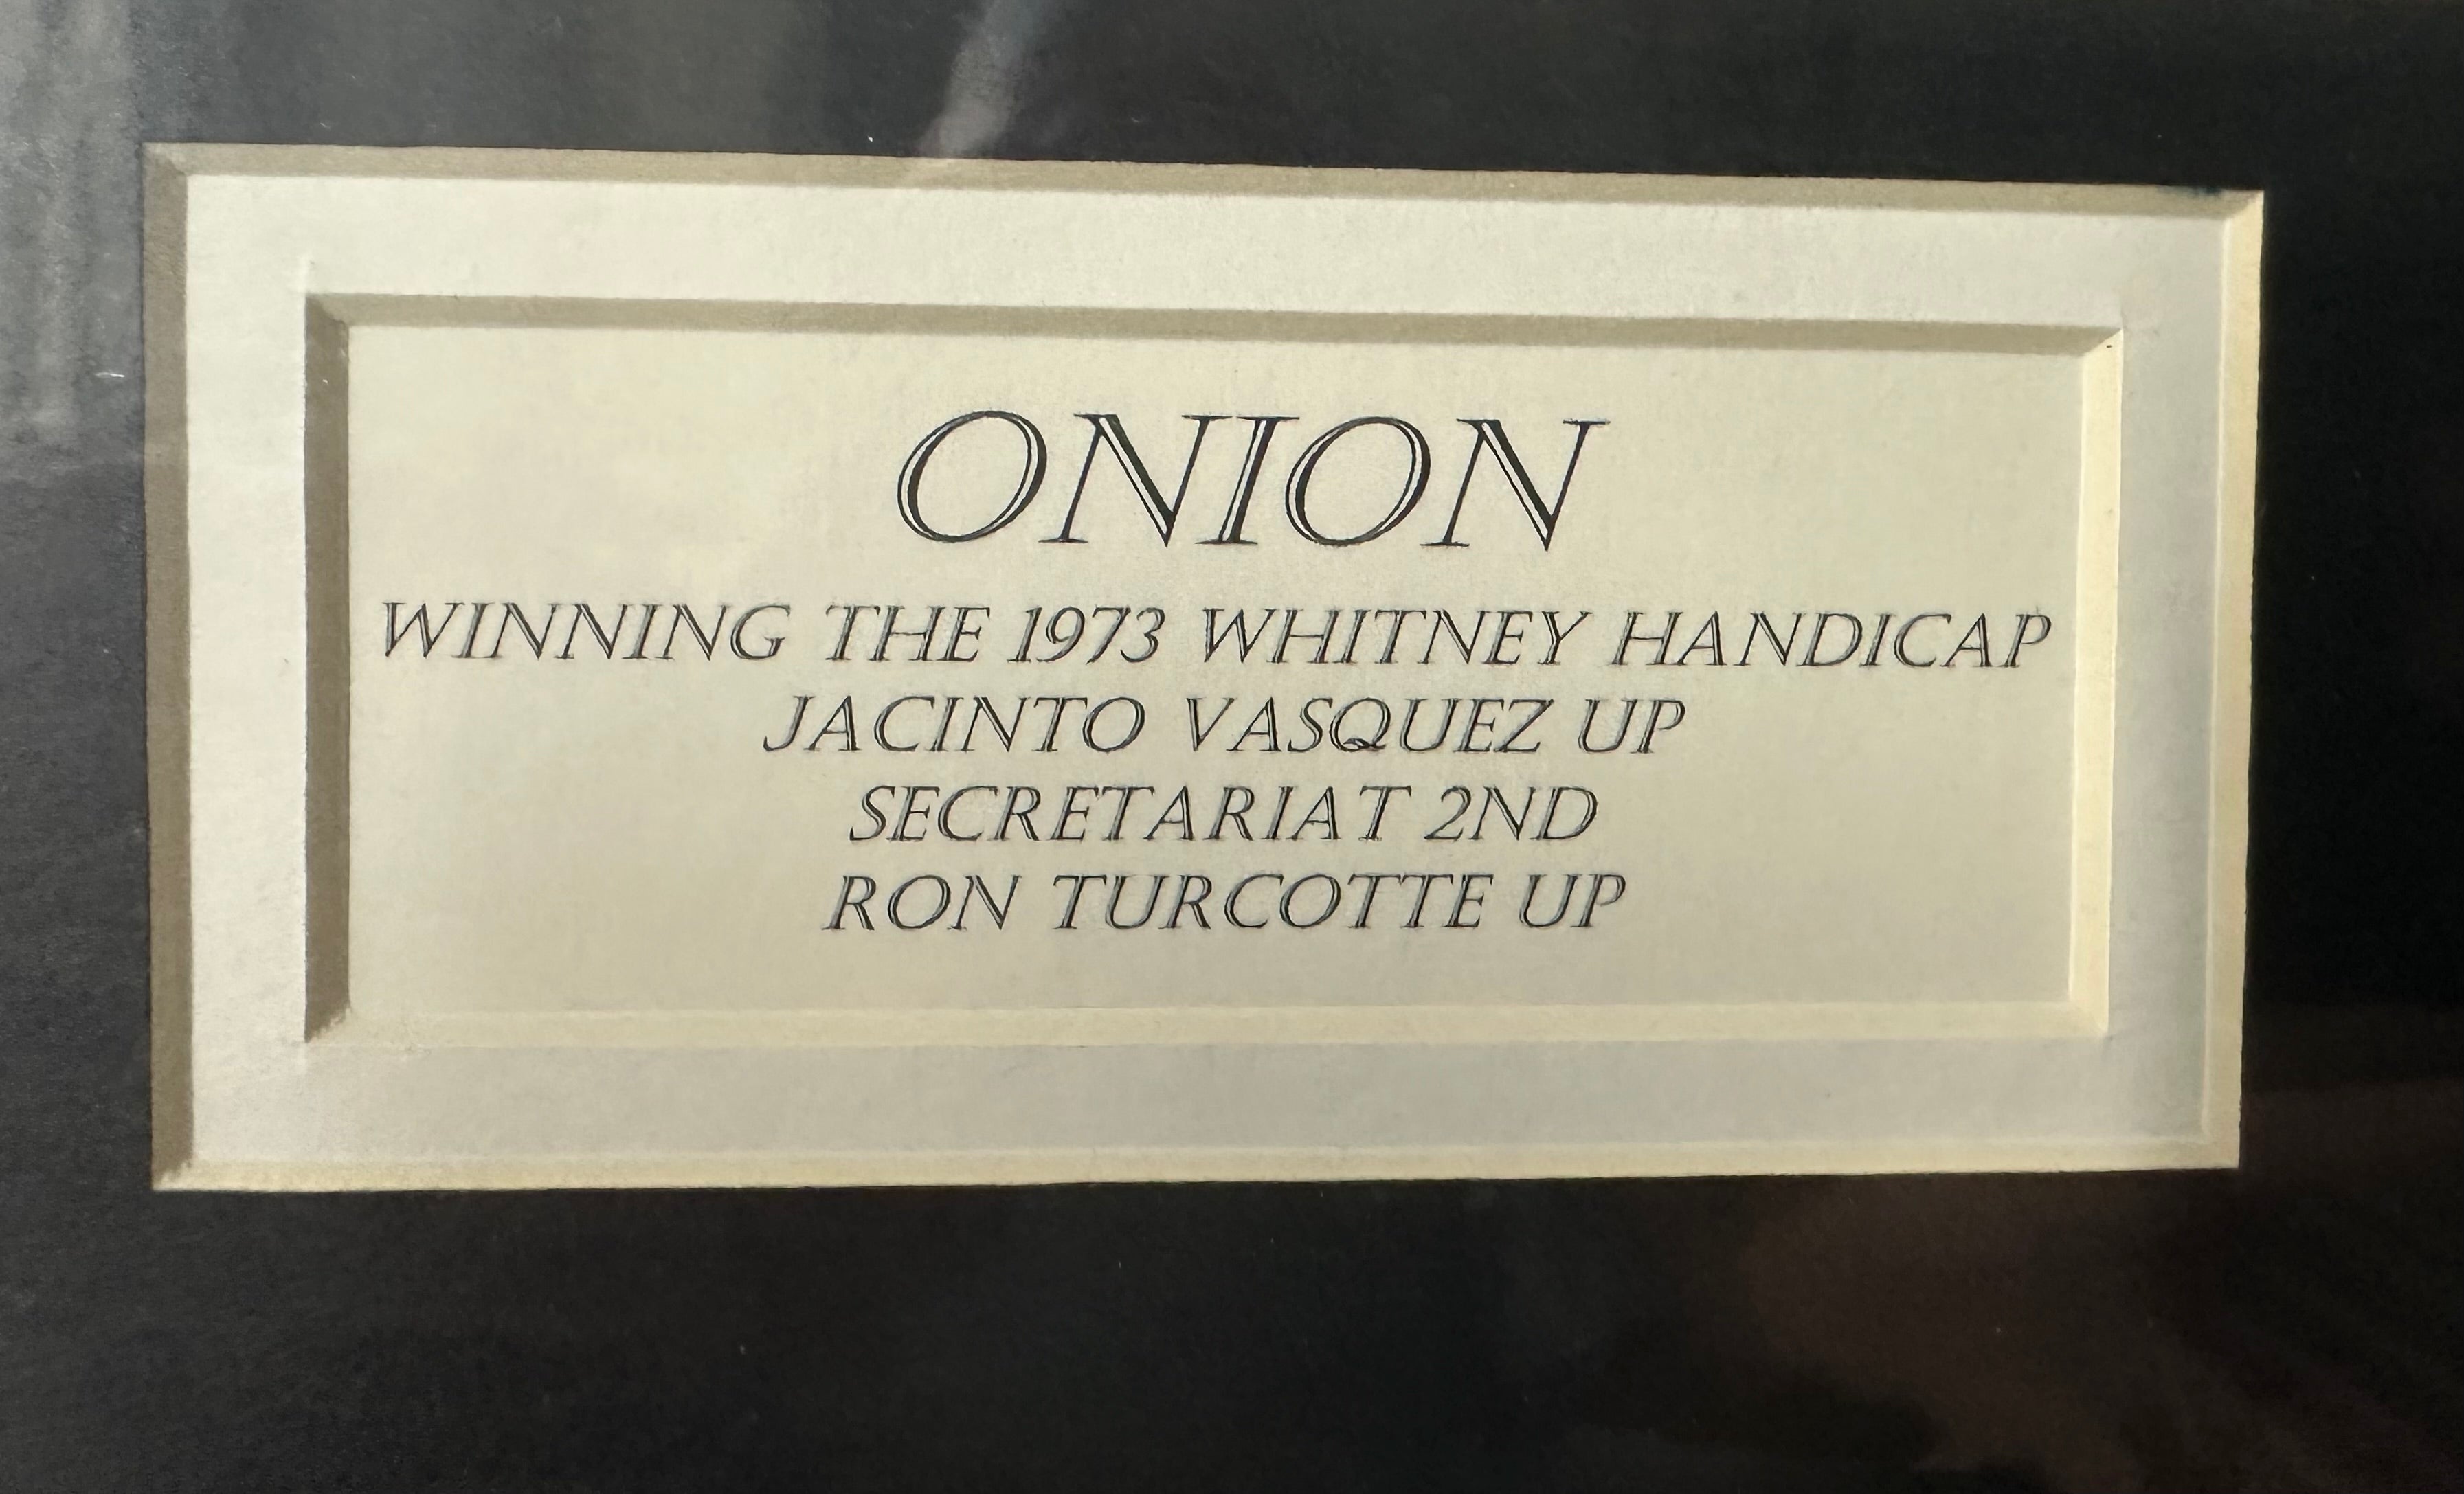 ONION
WINNING THE 1973 WHITNEY HANDICAP
JACINTO VASQUEZ UP
SECRETARIAT 2ND
RON TURCOTTE UP